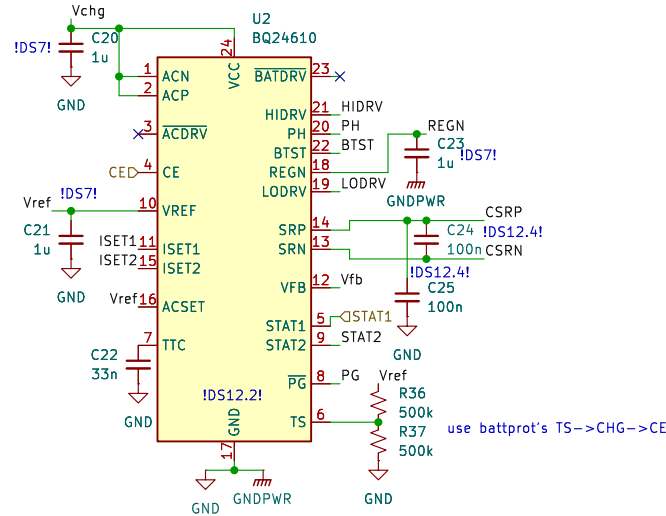 Vchg
!DS7!
C20
1u
GND
U2
BQ24610
24
VCC
1 ACN
2 ACP
3 ACDRV
CE 4 CE
Vref !DS7!
10 VREF
C21
1u
GND
ISET1 11 ISET1
ISET2 15 ISET2
Vref 16 ACSET
7 TTC
C22
33n
GND
!DS12.2!
GND
17
GND
GNDPWR
BATDRV 23
HIDRV 21 HIDRV
PH 20 PH
BTST 22 BTST
REGN 18 REGN
LODRV 19 LODRV
C23
1u
!DS7!
GNDPWR
SRP 14 CSRP
SRN 13 CSRN
C24
100n
!DS12.4!
!DS12.4!
C25
100n
GND
VFB 12 Vfb
STAT1 5 STAT1
STAT2 9 STAT2
PG 8 PG
TS 6
Vref
R36
500k
R37
500k
GND
use battprot's TS->CHG->CE